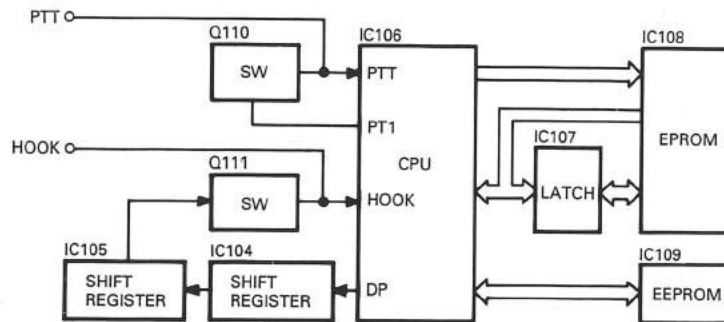 PTT
Q110
SW
IC106
PTT
PT1
CPU
HOOK
DP
IC108
EPROM
HOOK
Q111
SW
IC107
LATCH
IC105
SHIFT
REGISTER
IC104
SHIFT
REGISTER
IC109
EEPROM